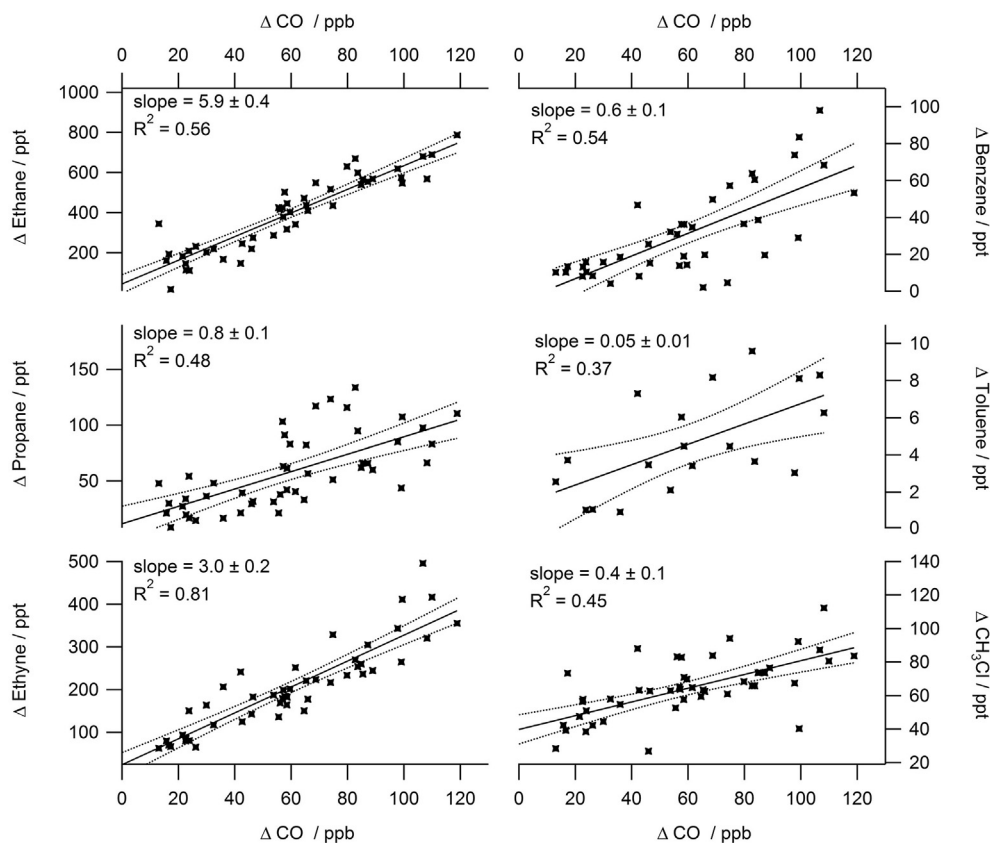 Δ CO / ppb
Δ CO / ppb
0 20 40 60 80 100 120
0 20 40 60 80 100 120
Δ Ethane / ppt
1000
800
600
400
200
slope = 5.9 ± 0.4
R² = 0.56
slope = 0.6 ± 0.1
R² = 0.54
100
80
60
40
20
0
Δ Benzene / ppt
Δ Propane / ppt
150
100
50
slope = 0.8 ± 0.1
R² = 0.48
slope = 0.05 ± 0.01
R² = 0.37
10
8
6
4
2
0
Δ Toluene / ppt
Δ Ethyne / ppt
500
400
300
200
100
slope = 3.0 ± 0.2
R² = 0.81
slope = 0.4 ± 0.1
R² = 0.45
140
120
100
80
60
40
20
Δ CH₃Cl / ppt
0 20 40 60 80 100 120
0 20 40 60 80 100 120
Δ CO / ppb
Δ CO / ppb